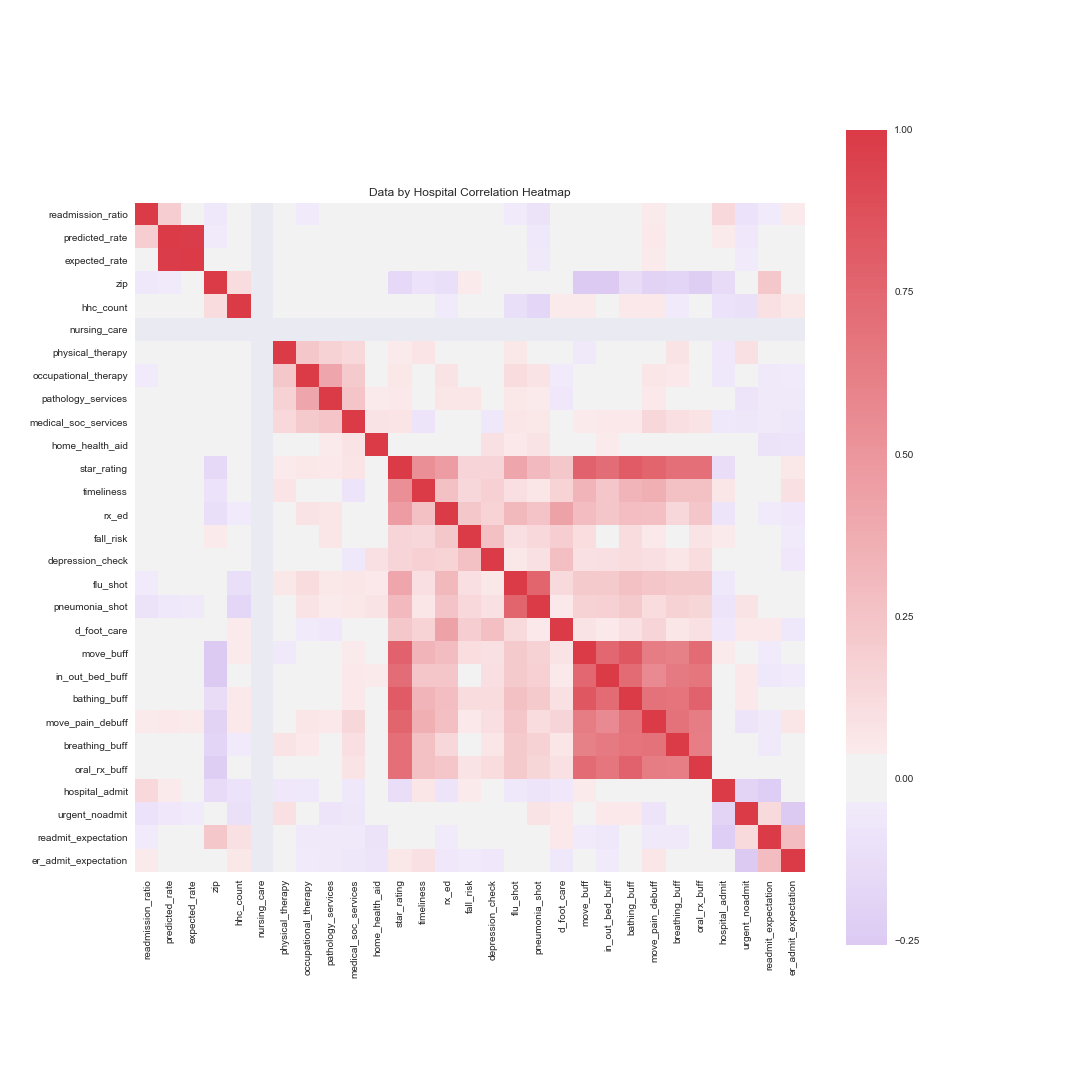 Data by Hospital Correlation Heatmap
readmission_ratio
predicted_rate
expected_rate
zip
hhc_count
nursing_care
physical_therapy
occupational_therapy
pathology_services
medical_soc_services
home_health_aid
star_rating
timeliness
rx_ed
fall_risk
depression_check
flu_shot
pneumonia_shot
d_foot_care
move_buff
in_out_bed_buff
bathing_buff
move_pain_debuff
breathing_buff
oral_rx_buff
hospital_admit
urgent_noadmit
readmit_expectation
er_admit_expectation
readmission_ratio
predicted_rate
expected_rate
zip
hhc_count
nursing_care
physical_therapy
occupational_therapy
pathology_services
medical_soc_services
home_health_aid
star_rating
timeliness
rx_ed
fall_risk
depression_check
flu_shot
pneumonia_shot
d_foot_care
move_buff
in_out_bed_buff
bathing_buff
move_pain_debuff
breathing_buff
oral_rx_buff
hospital_admit
urgent_noadmit
readmit_expectation
er_admit_expectation
1.00
0.75
0.50
0.25
0.00
−0.25